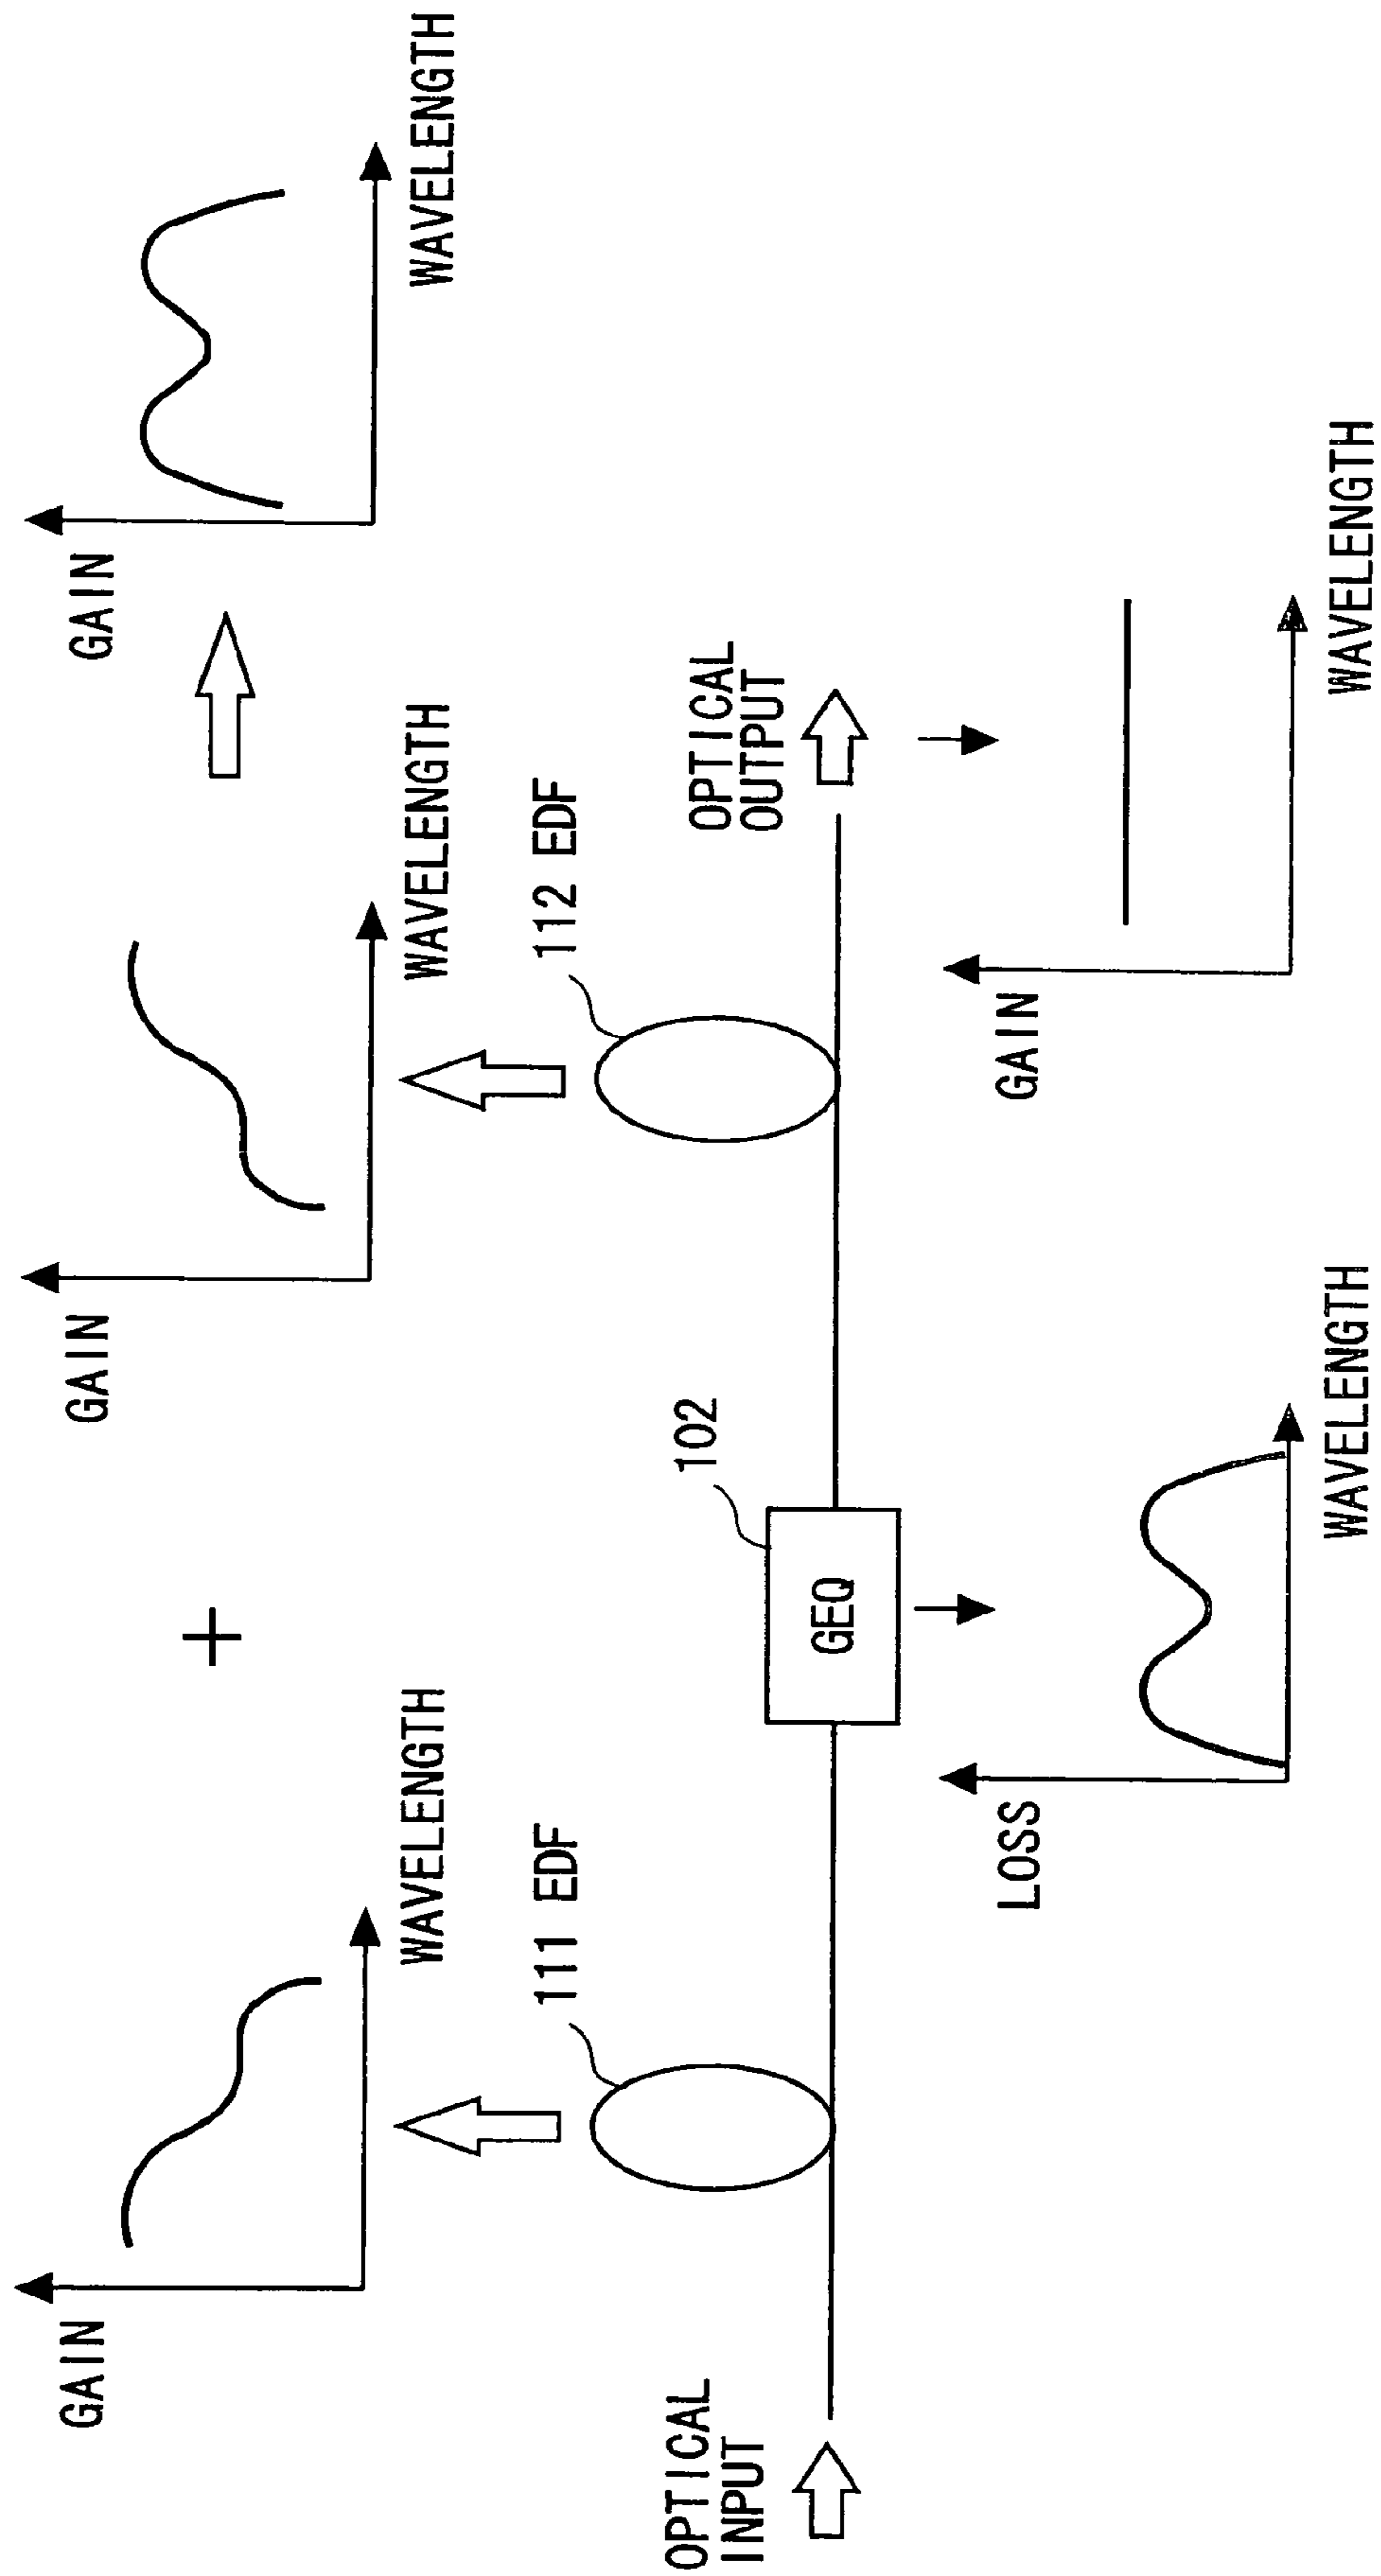 GAIN
WAVELENGTH
+
GAIN
WAVELENGTH
GAIN
WAVELENGTH
111 EDF
112 EDF
OPTICAL
INPUT
102
GEQ
OPTICAL
OUTPUT
LOSS
WAVELENGTH
GAIN
WAVELENGTH